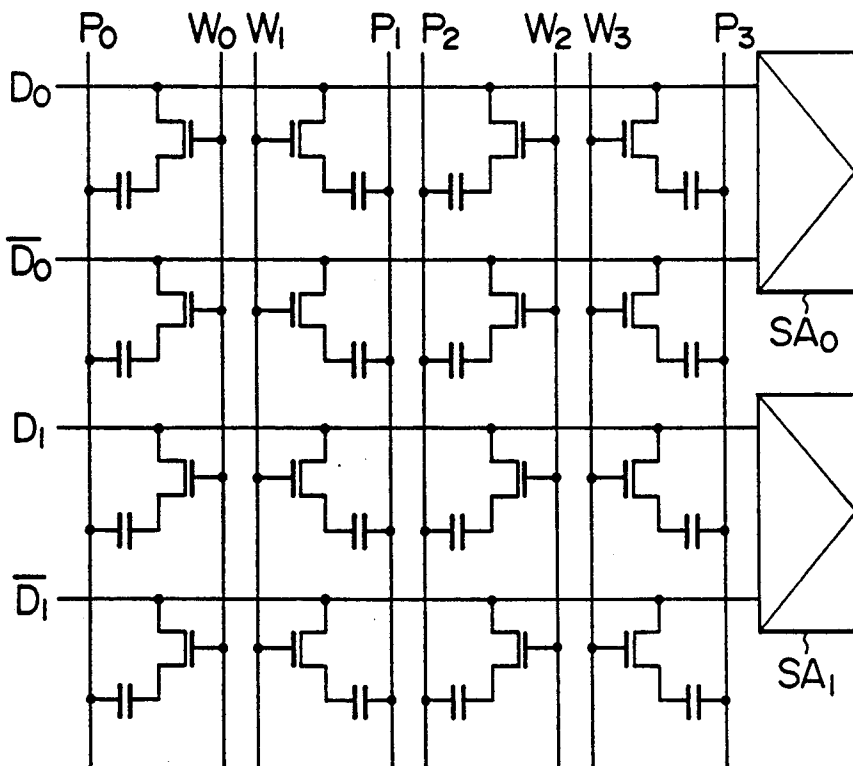 P₀ W₀ W₁ P₁ P₂ W₂ W₃ P₃
D₀
D̅₀
SA₀
D₁
D̅₁
SA₁